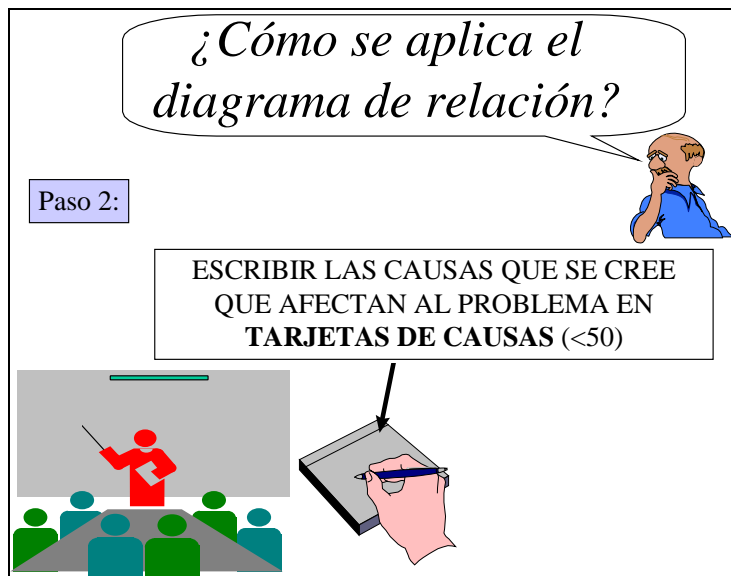 ¿Cómo se aplica el
diagrama de relación?
Paso 2:
ESCRIBIR LAS CAUSAS QUE SE CREE
QUE AFECTAN AL PROBLEMA EN
TARJETAS DE CAUSAS (<50)